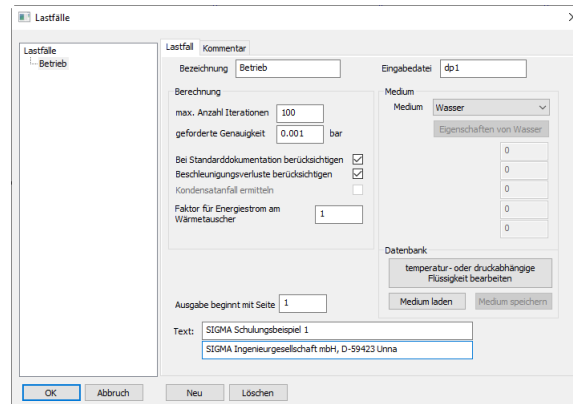 Lastfälle
Lastfälle
Betrieb
Lastfall Kommentar
Bezeichnung Betrieb
Eingabedatei dp1
Berechnung
max. Anzahl Iterationen 100
geforderte Genauigkeit 0.001 bar
Bei Standarddokumentation berücksichtigen
Beschleunigungsverluste berücksichtigen
Kondensatanfall ermitteln
Faktor für Energiestrom am
Wärmetauscher
1
Medium
Medium Wasser
Eigenschaften von Wasser
0
0
0
0
0
Datenbank
temperatur- oder druckabhängige
Flüssigkeit bearbeiten
Medium laden Medium speichern
Ausgabe beginnt mit Seite 1
Text: SIGMA Schulungsbeispiel 1
SIGMA Ingenieurgesellschaft mbH, D-59423 Unna
OK Abbruch Neu Löschen